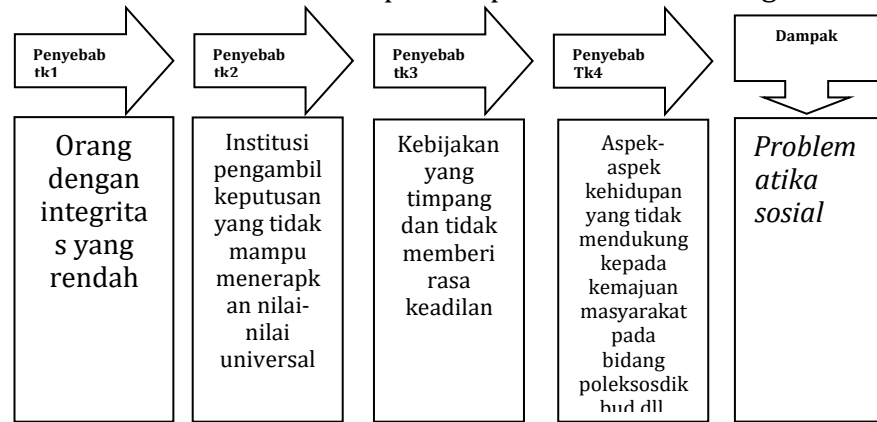 Penyebab
tk1
Penyebab
tk2
Penyebab
tk3
Penyebab
Tk4
Dampak
Orang
dengan
integrita
s yang
rendah
Institusi
pengambil
keputusan
yang tidak
mampu
menerapk
an nilai-
nilai
universal
Kebijakan
yang
timpang
dan tidak
memberi
rasa
keadilan
Aspek-
aspek
kehidupan
yang tidak
mendukung
kepada
kemajuan
masyarakat
pada
bidang
poleksosdik
bud dll
Problem
atika
sosial